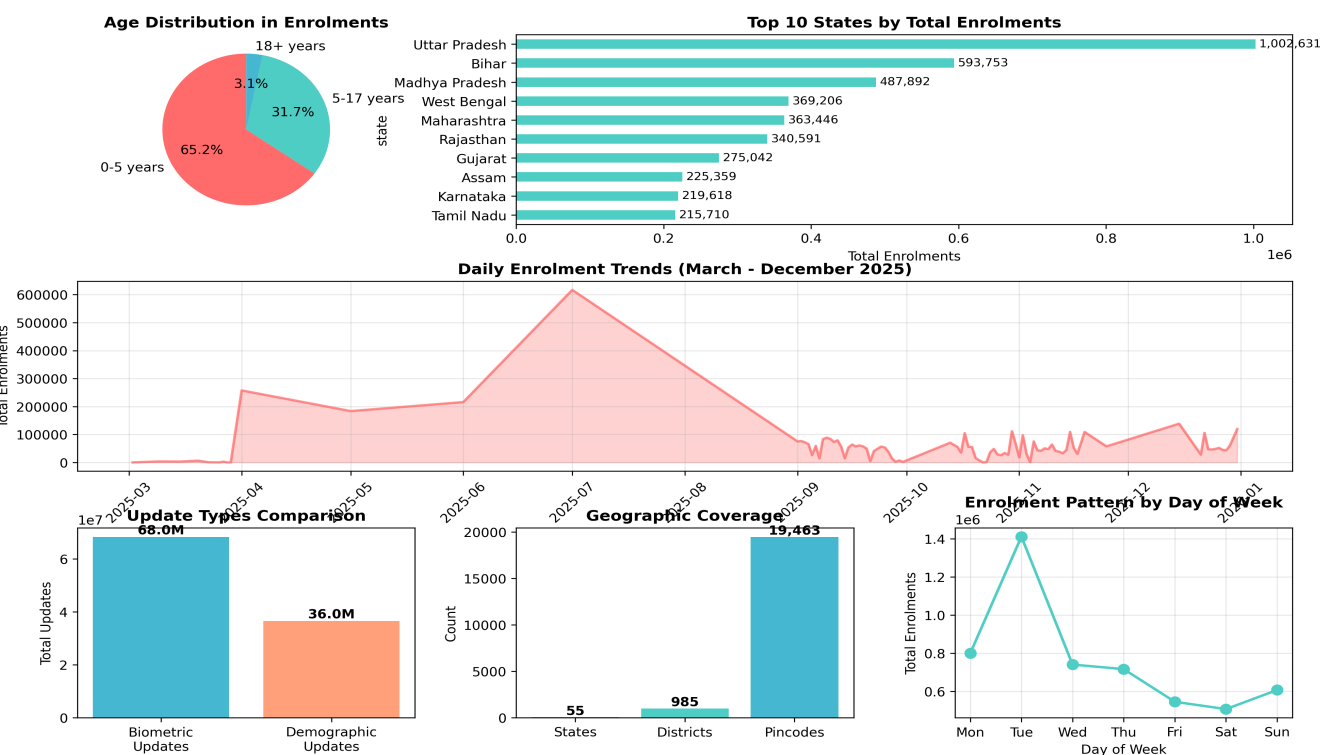 Age Distribution in Enrolments
18+ years
3.1%
5-17 years
31.7%
65.2%
0-5 years
Top 10 States by Total Enrolments
state
Uttar Pradesh 1,002,631
Bihar 593,753
Madhya Pradesh 487,892
West Bengal 369,206
Maharashtra 363,446
Rajasthan 340,591
Gujarat 275,042
Assam 225,359
Karnataka 219,618
Tamil Nadu 215,710
0.0 0.2 0.4 0.6 0.8 1.0
Total Enrolments 1e6
Daily Enrolment Trends (March - December 2025)
Total Enrolments
600000
500000
400000
300000
200000
100000
0
2025-03 2025-04 2025-05 2025-06 2025-07 2025-08 2025-09 2025-10 2025-11 2025-12 2026-01
Update Types Comparison
1e7
68.0M
36.0M
Total Updates
6
4
2
0
Biometric
Updates
Demographic
Updates
Geographic Coverage
Count
20000
15000
10000
5000
0
55
985
19,463
States Districts Pincodes
Enrolment Pattern by Day of Week
1e6
Total Enrolments
1.4
1.2
1.0
0.8
0.6
Mon Tue Wed Thu Fri Sat Sun
Day of Week